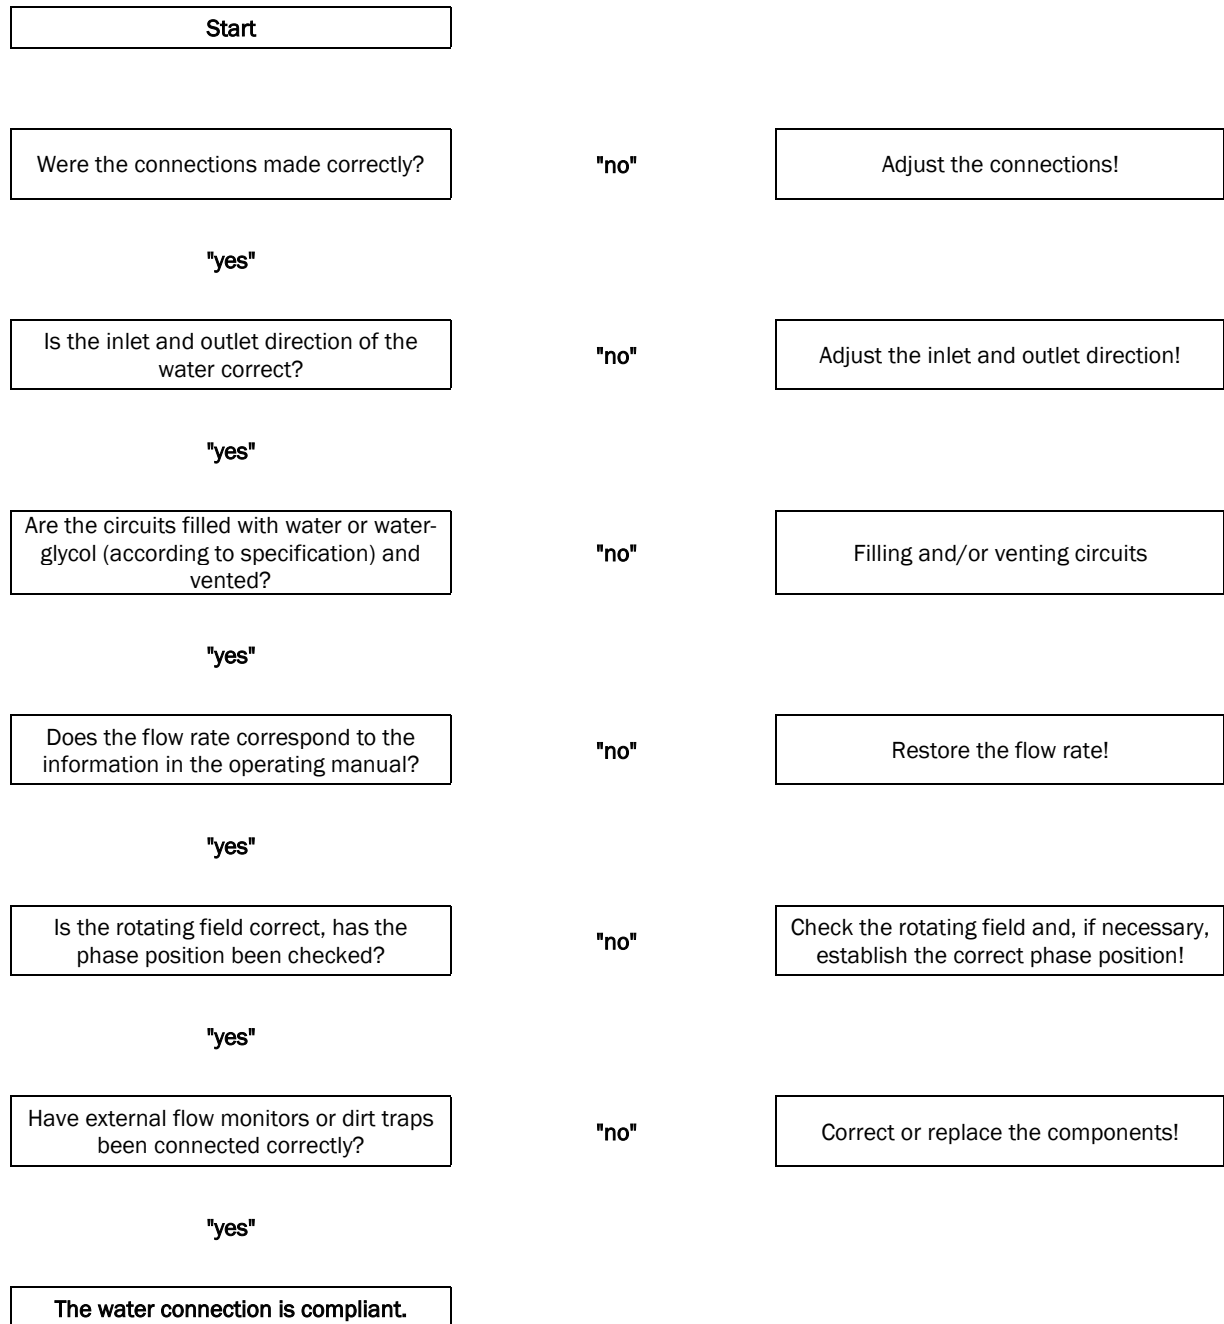 Start
Were the connections made correctly?
"no"
Adjust the connections!
"yes"
Is the inlet and outlet direction of the
water correct?
"no"
Adjust the inlet and outlet direction!
"yes"
Are the circuits filled with water or water-
glycol (according to specification) and
vented?
"no"
Filling and/or venting circuits
"yes"
Does the flow rate correspond to the
information in the operating manual?
"no"
Restore the flow rate!
"yes"
Is the rotating field correct, has the
phase position been checked?
"no"
Check the rotating field and, if necessary,
establish the correct phase position!
"yes"
Have external flow monitors or dirt traps
been connected correctly?
"no"
Correct or replace the components!
"yes"
The water connection is compliant.